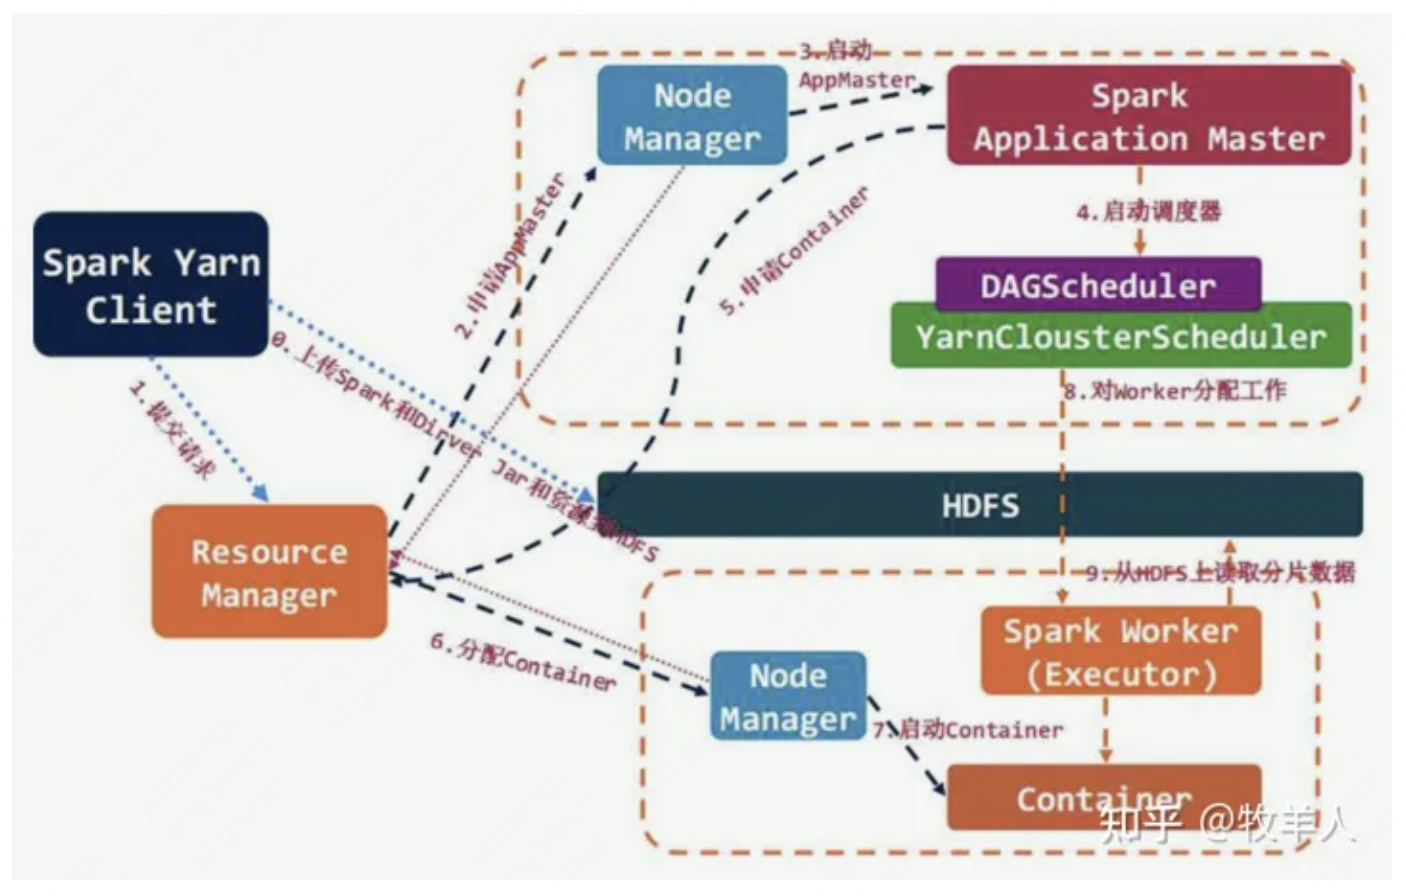 3.启动
AppMaster
Node
Manager
Spark
Application Master
2.申请AppMaster
5.申请Container
4.启动调度器
Spark Yarn
Client
DAGScheduler
YarnClousterScheduler
0.上传Spark和Dirver Jar和资源到HDFS
8.对Worker分配工作
1.提交请求
HDFS
Resource
Manager
9.从HDFS上读取分片数据
Spark Worker
(Executor)
6.分配Container
Node
Manager
7.启动Container
Container
知乎 @牧羊人